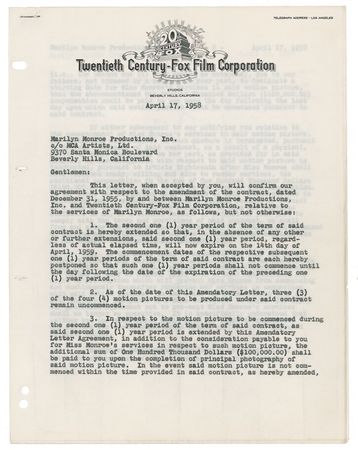 TELEGRAPH ADDRESS - LOS ANGELES
20
CENTURY
FOX
Twentieth Century-Fox Film Corporation
STUDIOS
BEVERLY HILLS, CALIFORNIA
April 17, 1958
Marilyn Monroe Productions, Inc.
c/o MCA Artists, Ltd.
9370 Santa Monica Boulevard
Beverly Hills, California
Gentlemen:
This letter, when accepted by you, will confirm our
agreement with respect to the amendment of the contract, dated
December 31, 1955, by and between Marilyn Monroe Productions,
Inc. and Twentieth Century-Fox Film Corporation, relative
to the services of Marilyn Monroe, as follows, but not otherwise:
1. The second one (1) year period of the term of said
contract is hereby extended so that, in the absence of any other
or further extensions, said second one (1) year period, regard-
less of actual elapsed time, will now expire on the 14th day of
April, 1959. The commencement dates of the respective subsequent
one (1) year periods of the term of said contract are each hereby
postponed so that such one (1) year periods shall not commence until
the day following the date of the expiration of the preceding one
(1) year period.
2. As of the date of this Amendatory Letter, three (3)
of the four (4) motion pictures to be produced under said contract
remain uncommenced.
3. In respect to the motion picture to be commenced during
the second one (1) year period of the term of said contract, as
said second one (1) year period is extended by this Amendatory
Letter Agreement, in addition to the consideration payable to you
for Miss Monroe's services in respect to such motion picture, the
additional sum of One Hundred Thousand Dollars ($100,000.00) shall
be paid to you upon the completion of principal photography of
said motion picture. In the event said motion picture is not com-
menced within the time provided in said contract, as hereby amended,